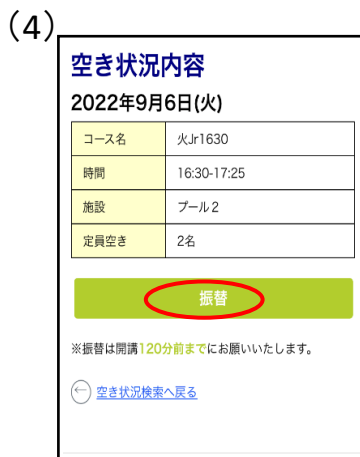 (4)
空き状況内容
2022年9月6日(火)
コース名 火Jr1630
時間 16:30-17:25
施設 プール2
定員空き 2名
振替
※振替は開講120分前までにお願いいたします。
空き状況検索へ戻る